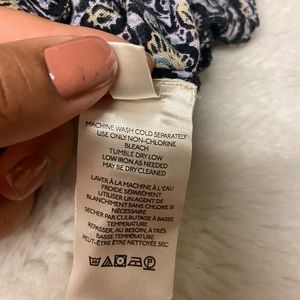 MACHINE WASH COLD SEPARATELY
USE ONLY NON-CHLORINE
BLEACH
TUMBLE DRY LOW
LOW IRON AS NEEDED
MAY BE DRY CLEANED
LAVER À LA MACHINE À L'EAU
FROIDE SÉPARÉMENT
UTILISER UN AGENT DE
BLANCHIMENT SANS CHLORE SI
NÉCESSAIRE
SECHER PAR CULBUTAGE À BASSE
TEMPERATURE
REPASSER, AU BESOIN, À TRÈS
BASSE TEMPÉRATURE
PEUT-ÊTRE ÊTRE NETTOYÉE SEC